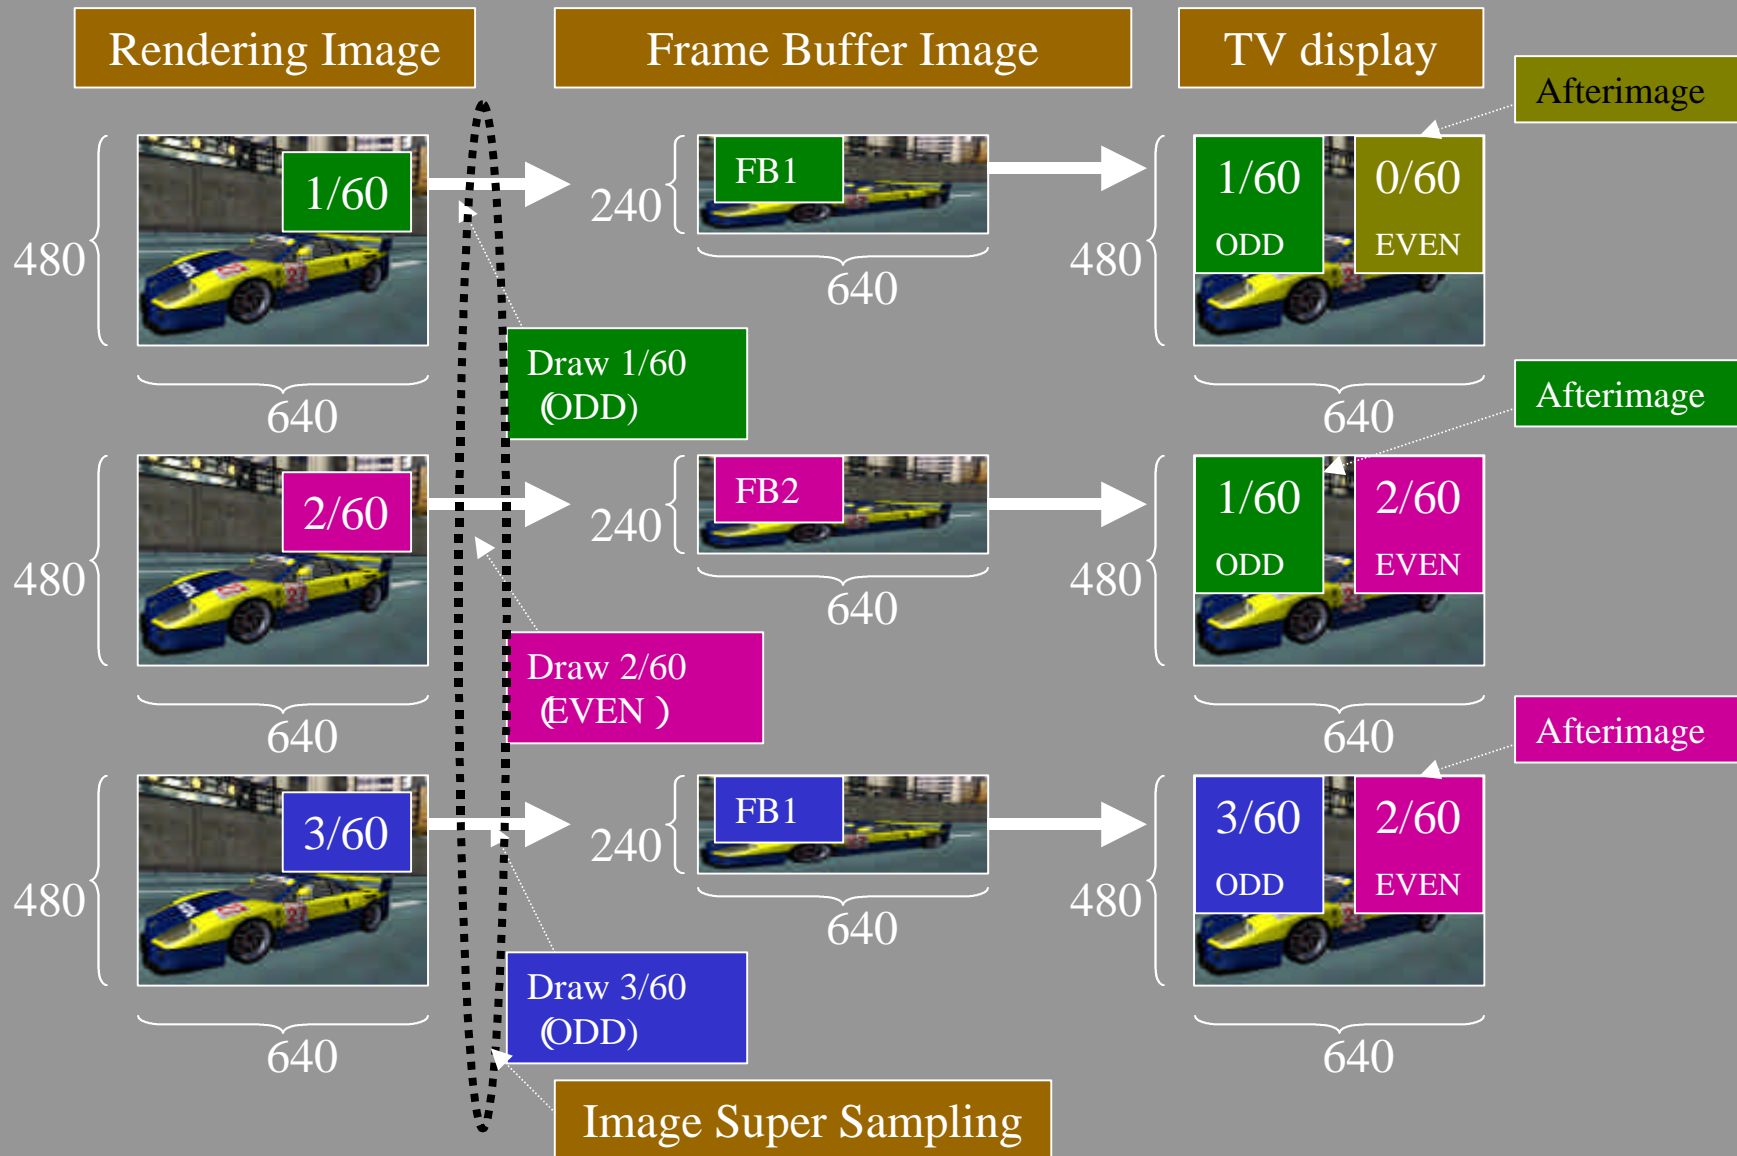 Rendering Image
Frame Buffer Image
TV display
Afterimage
1/60
480
640
Draw 1/60
(ODD)
FB1
240
640
1/60
ODD
0/60
EVEN
480
640
Afterimage
2/60
480
640
Draw 2/60
(EVEN )
FB2
240
640
1/60
ODD
2/60
EVEN
480
640
Afterimage
3/60
480
640
Draw 3/60
(ODD)
FB1
240
640
3/60
ODD
2/60
EVEN
480
640
Image Super Sampling